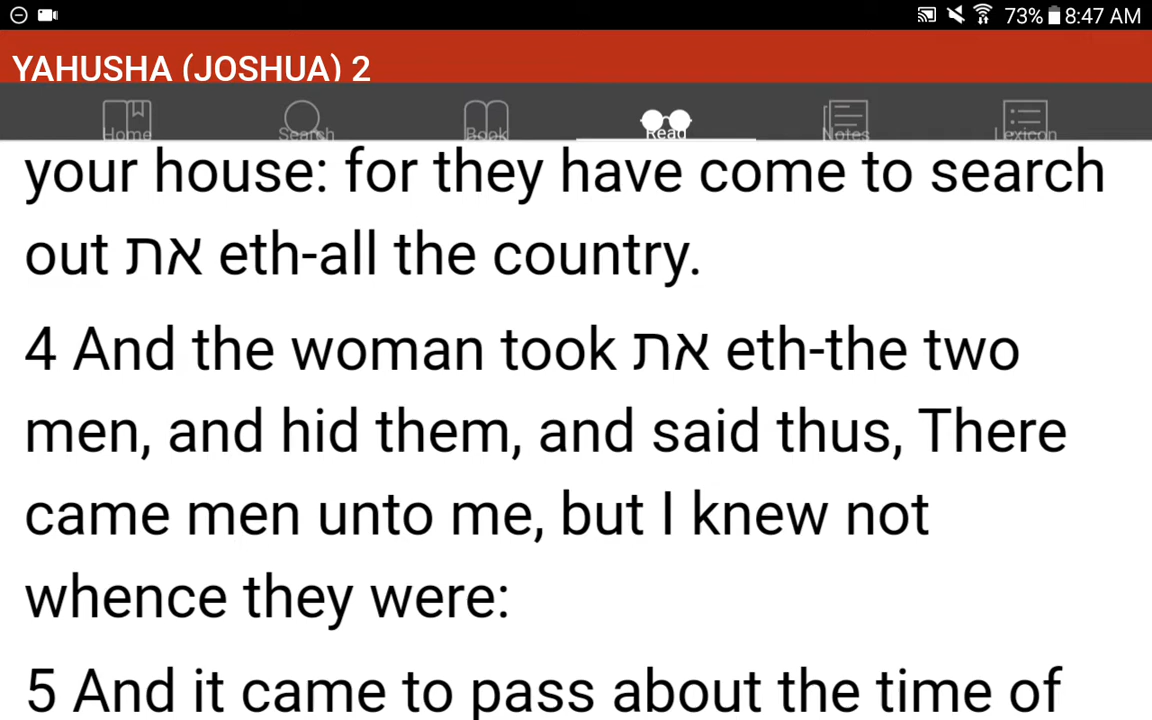 73% 8:47 AM
YAHUSHA (JOSHUA) 2
Home Search Book Read Notes Lexicon
your house: for they have come to search
out את eth-all the country.
4 And the woman took את eth-the two
men, and hid them, and said thus, There
came men unto me, but I knew not
whence they were:
5 And it came to pass about the time of